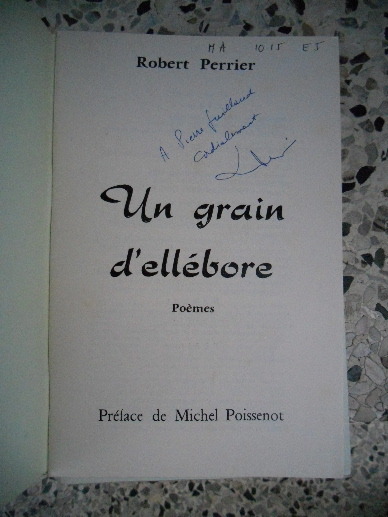 MA 1015 E5
Robert Perrier
A Pierre
cordialement
Un grain
d'ellébore
Poèmes
Préface de Michel Poissenot